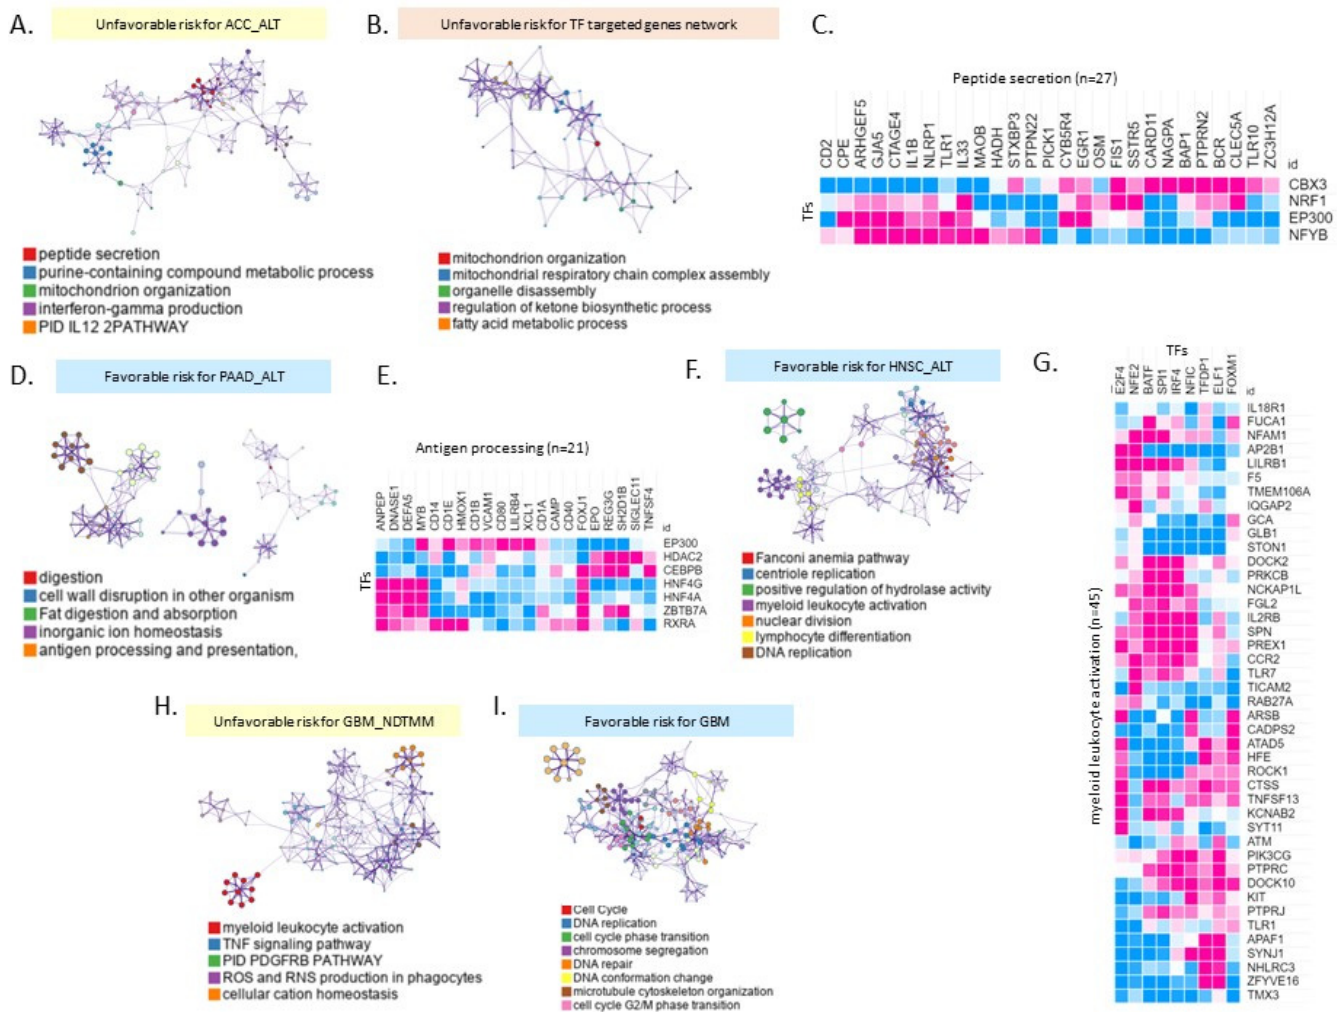 A.
Unfavorable risk for ACC_ALT
peptide secretion
purine-containing compound metabolic process
mitochondrion organization
interferon-gamma production
PID IL12 2PATHWAY
B.
Unfavorable risk for TF targeted genes network
mitochondrion organization
mitochondrial respiratory chain complex assembly
organelle disassembly
regulation of ketone biosynthetic process
fatty acid metabolic process
C.
Peptide secretion (n=27)
CD2
CPE
ARHGEF5
GJA5
CTAGE4
IL1B
NLRP1
TLR1
IL33
MAOB
HADH
STXBP3
PTPN22
PICK1
CYB5R4
EGR1
OSM
FIS1
SSTR5
CARD11
NAGPA
BAP1
PTPRN2
BCR
CLEC5A
TLR10
ZC3H12A
id
TFs
CBX3
NRF1
EP300
NFYB
D.
Favorable risk for PAAD_ALT
digestion
cell wall disruption in other organism
Fat digestion and absorption
inorganic ion homeostasis
antigen processing and presentation,
E.
Antigen processing (n=21)
ANPEP
DNASE1
DEFA5
MYB
CD14
CD1E
HMOX1
CD1B
VCAM1
CD80
LILRB4
XCL1
CD1A
CAMP
CD40
FOXJ1
EPO
REG3G
SH2D1B
SIGLEC11
TNFSF4
id
TFs
EP300
HDAC2
CEBPB
HNF4G
HNF4A
ZBTB7A
RXRA
F.
Favorable risk for HNSC_ALT
Fanconi anemia pathway
centriole replication
positive regulation of hydrolase activity
myeloid leukocyte activation
nuclear division
lymphocyte differentiation
DNA replication
G.
TFs
E2F4
NFE2
BATF
SPI1
IRF4
NFIC
TFDP1
ELF1
FOXM1
id
myeloid leukocyte activation (n=45)
IL18R1
FUCA1
NFAM1
AP2B1
LILRB1
F5
TMEM106A
IQGAP2
GCA
GLB1
STON1
DOCK2
PRKCB
NCKAP1L
FGL2
IL2RB
SPN
PREX1
CCR2
TLR7
TICAM2
RAB27A
ARSB
CADPS2
ATAD5
HFE
ROCK1
CTSS
TNFSF13
KCNAB2
SYT11
ATM
PIK3CG
PTPRC
DOCK10
KIT
PTPRJ
TLR1
APAF1
SYNJ1
NHLRC3
ZFYVE16
TMX3
H.
Unfavorable risk for GBM_NDTMM
myeloid leukocyte activation
TNF signaling pathway
PID PDGFRB PATHWAY
ROS and RNS production in phagocytes
cellular cation homeostasis
I.
Favorable risk for GBM
Cell Cycle
DNA replication
cell cycle phase transition
chromosome segregation
DNA repair
DNA conformation change
microtubule cytoskeleton organization
cell cycle G2/M phase transition